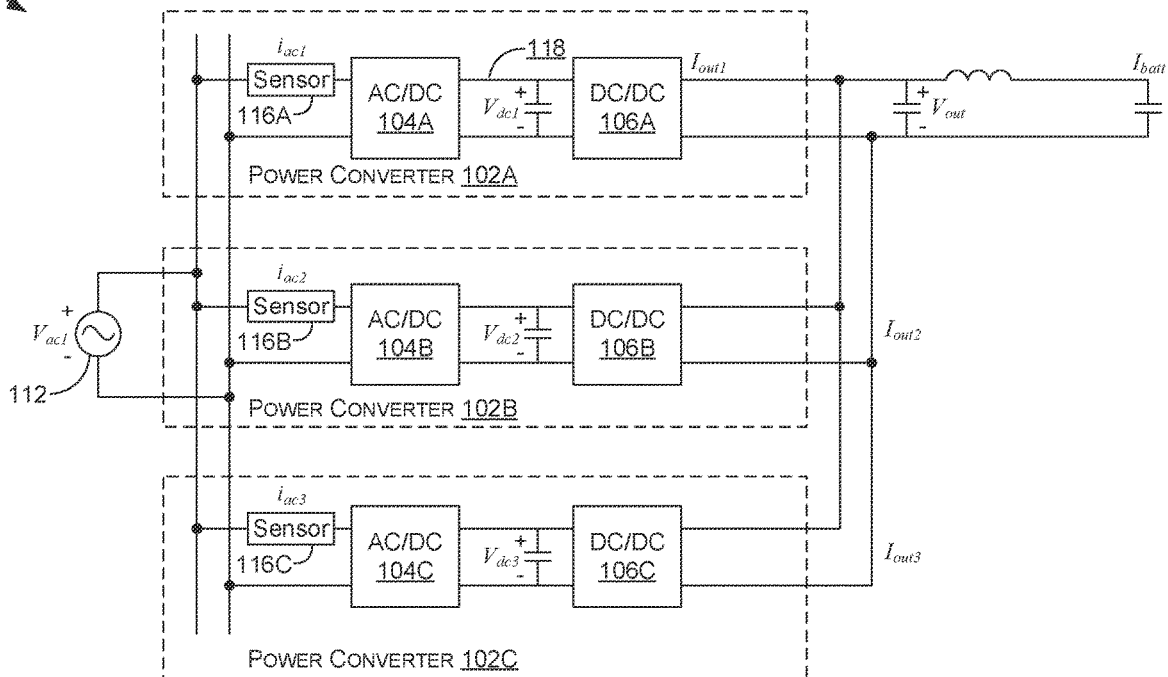 i_ac1
Sensor
116A
AC/DC
104A
118
+
V_dc1
-
DC/DC
106A
I_out1
+
V_out
-
I_batt
POWER CONVERTER 102A
+
V_ac1
-
112
i_ac2
Sensor
116B
AC/DC
104B
+
V_dc2
-
DC/DC
106B
I_out2
POWER CONVERTER 102B
i_ac3
Sensor
116C
AC/DC
104C
+
V_dc3
-
DC/DC
106C
I_out3
POWER CONVERTER 102C